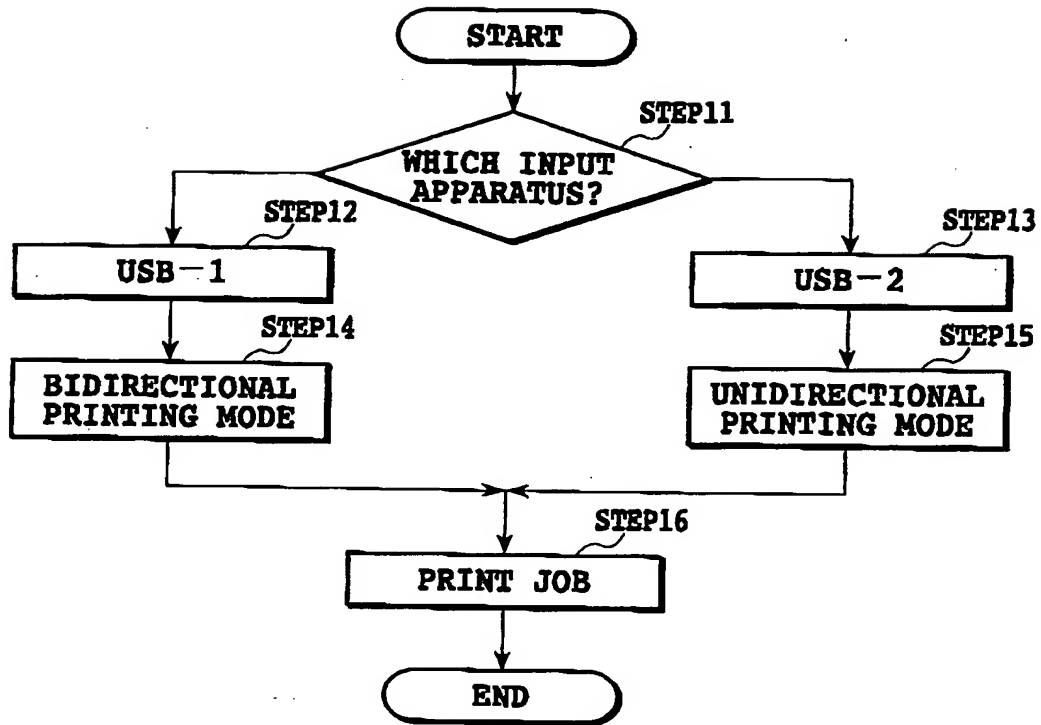 START
STEP11
WHICH INPUT
APPARATUS?
STEP12
USB-1
STEP13
USB-2
STEP14
BIDIRECTIONAL
PRINTING MODE
STEP15
UNIDIRECTIONAL
PRINTING MODE
STEP16
PRINT JOB
END